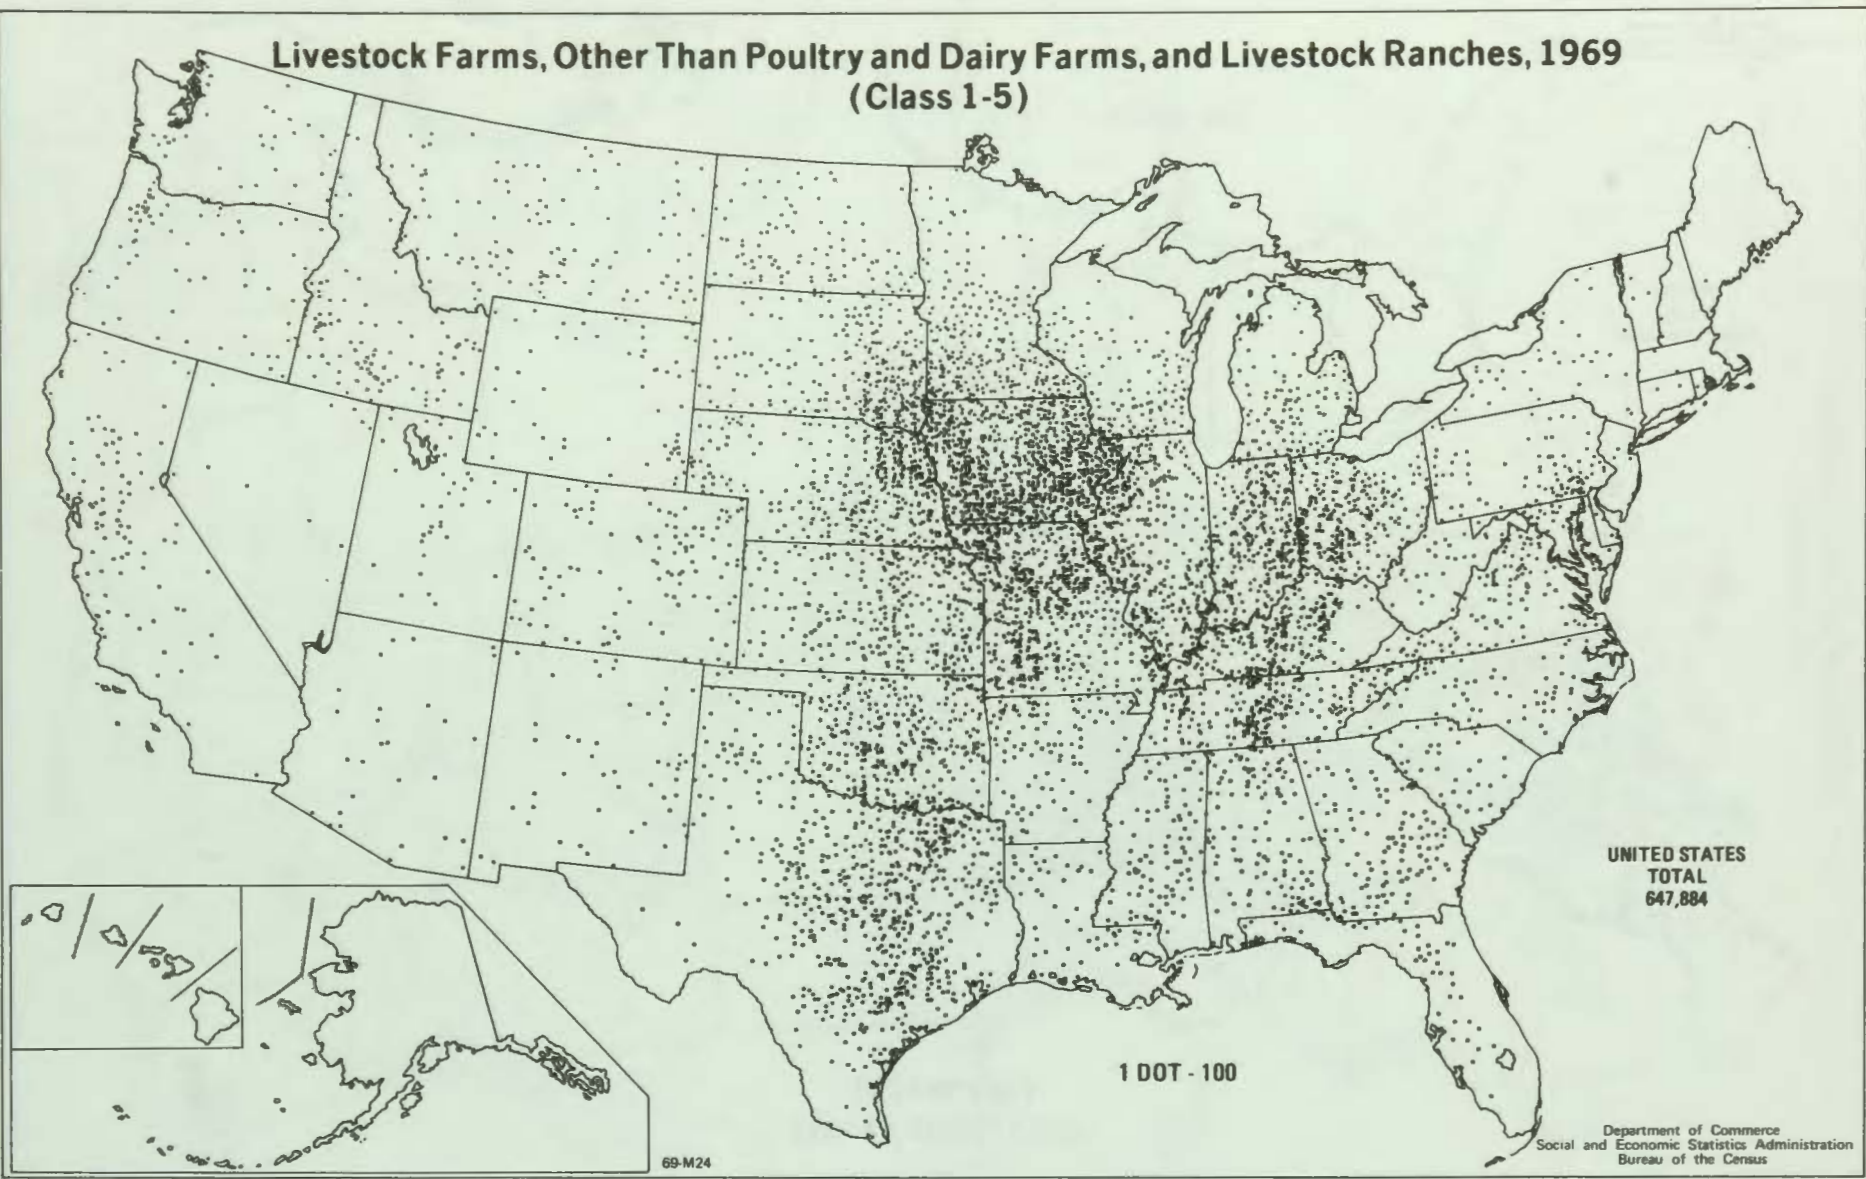 Livestock Farms, Other Than Poultry and Dairy Farms, and Livestock Ranches, 1969
(Class 1-5)
UNITED STATES
TOTAL
647,884
1 DOT - 100
Department of Commerce
Social and Economic Statistics Administration
Bureau of the Census
69-M24